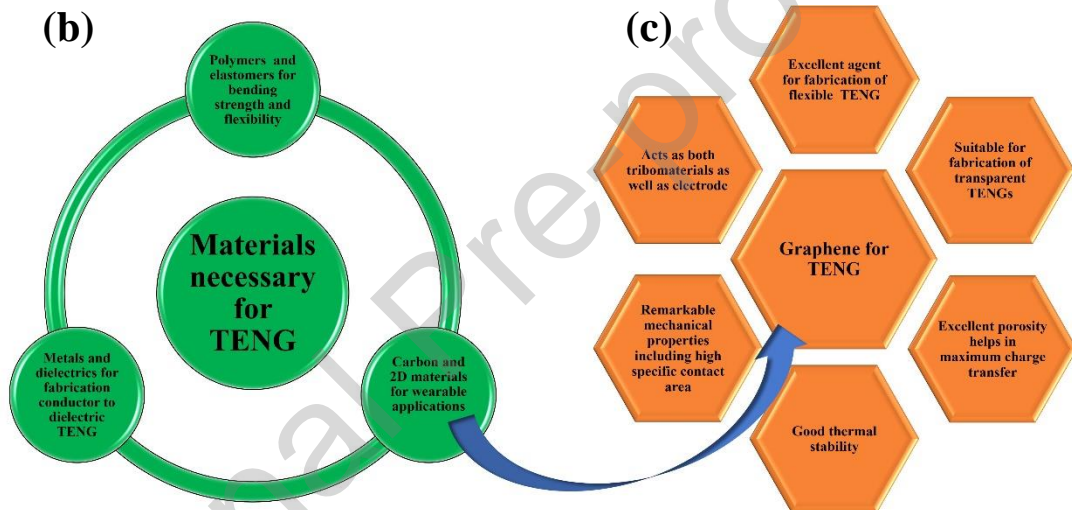 (b)
Polymers and
elastomers for
bending
strength and
flexibility
Materials
necessary
for
TENG
Metals and
dielectrics for
fabrication
conductor to
dielectric
TENG
Carbon and
2D materials
for wearable
applications
(c)
Excellent agent
for fabrication of
flexible TENG
Acts as both
tribomaterials as
well as electrode
Suitable for
fabrication of
transparent
TENGs
Graphene for
TENG
Remarkable
mechanical
properties
including high
specific contact
area
Excellent porosity
helps in
maximum charge
transfer
Good thermal
stability
nal Pre-pro